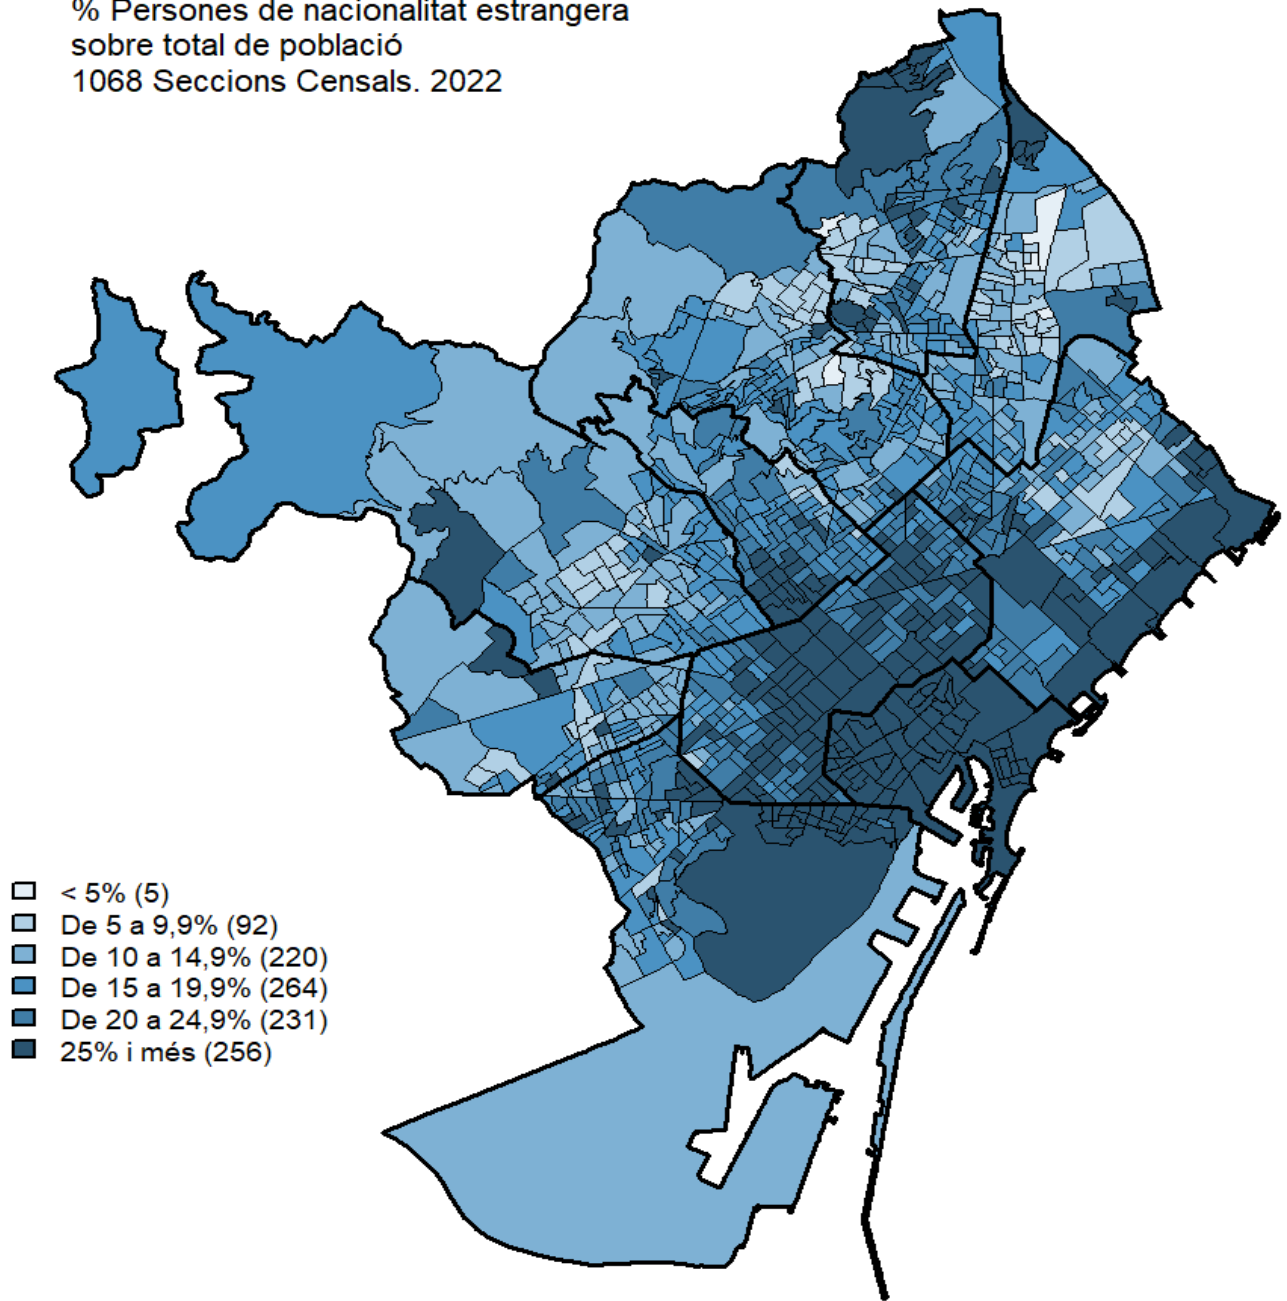 % Persones de nacionalitat estrangera
sobre total de població
1068 Seccions Censals. 2022
< 5% (5)
De 5 a 9,9% (92)
De 10 a 14,9% (220)
De 15 a 19,9% (264)
De 20 a 24,9% (231)
25% i més (256)